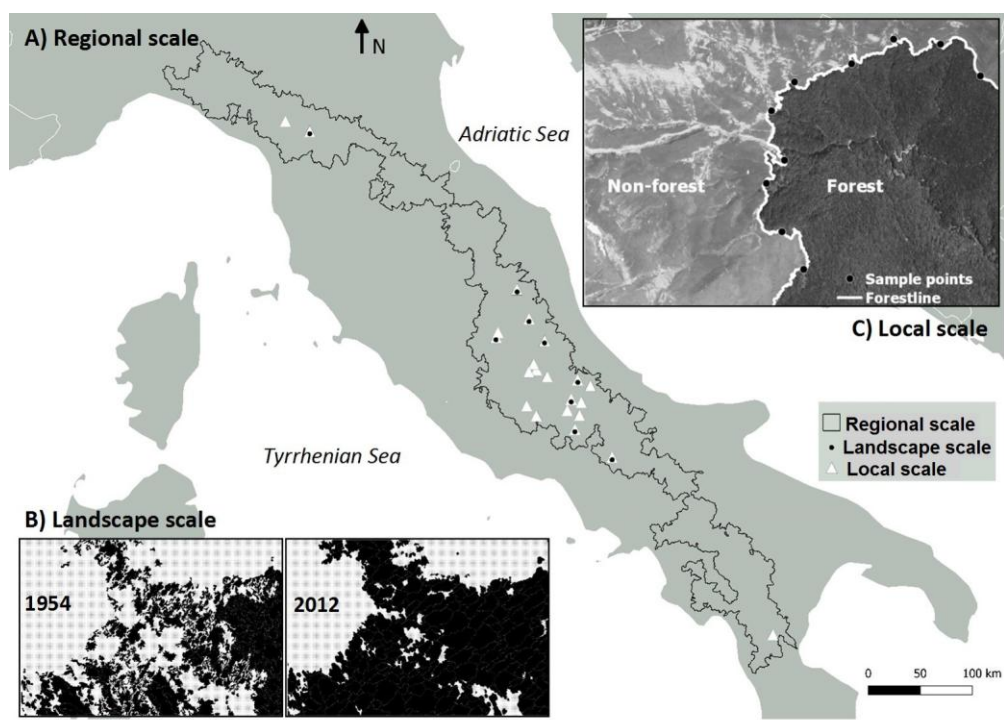 A) Regional scale
N
Adriatic Sea
Non-forest
Forest
Sample points
Forestline
C) Local scale
Regional scale
Landscape scale
Local scale
Tyrrhenian Sea
B) Landscape scale
1954
2012
0 50 100 km